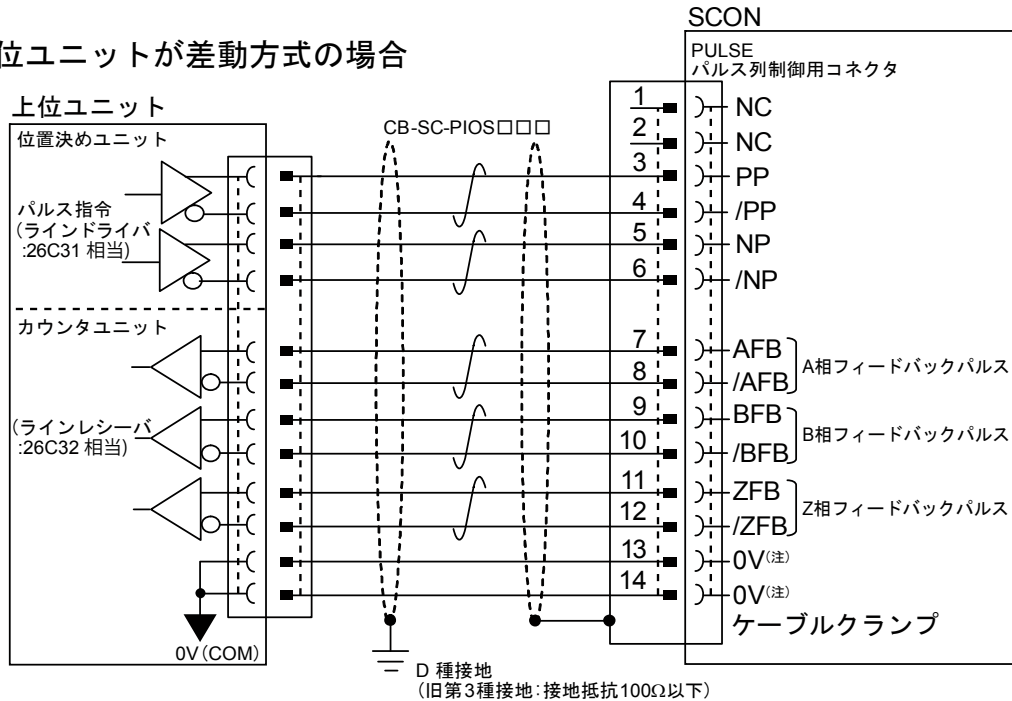 SCON
位ユニットが差動方式の場合
PULSE
パルス列制御用コネクタ
上位ユニット
位置決めユニット
CB-SC-PIOS□□□
パルス指令
(ラインドライバ
:26C31 相当)
カウンタユニット
(ラインレシーバ
:26C32 相当)
0V(COM)
1 NC
2 NC
3 PP
4 /PP
5 NP
6 /NP
7 AFB
8 /AFB
A相フィードバックパルス
9 BFB
10 /BFB
B相フィードバックパルス
11 ZFB
12 /ZFB
Z相フィードバックパルス
13 0V(注)
14 0V(注)
ケーブルクランプ
D 種接地
(旧第3種接地:接地抵抗100Ω以下)